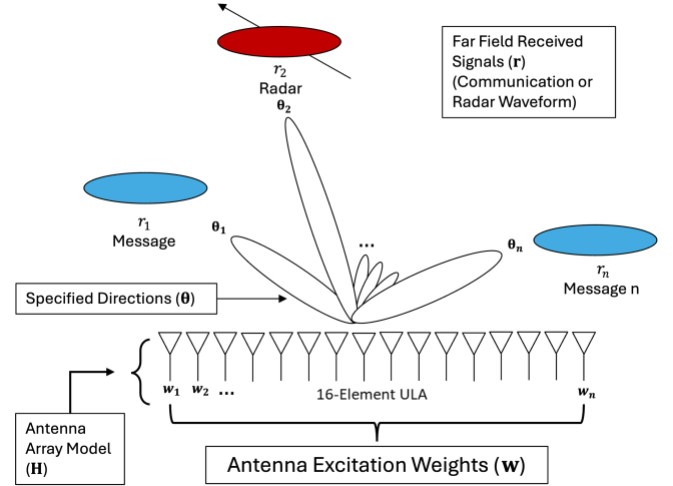 Far Field Received
Signals (r)
(Communication or
Radar Waveform)
r₂
Radar
θ₂
r₁
Message
θ₁
...
θₙ
rₙ
Message n
Specified Directions (θ)
w₁ w₂ ... 16-Element ULA wₙ
Antenna
Array Model
(H)
Antenna Excitation Weights (w)